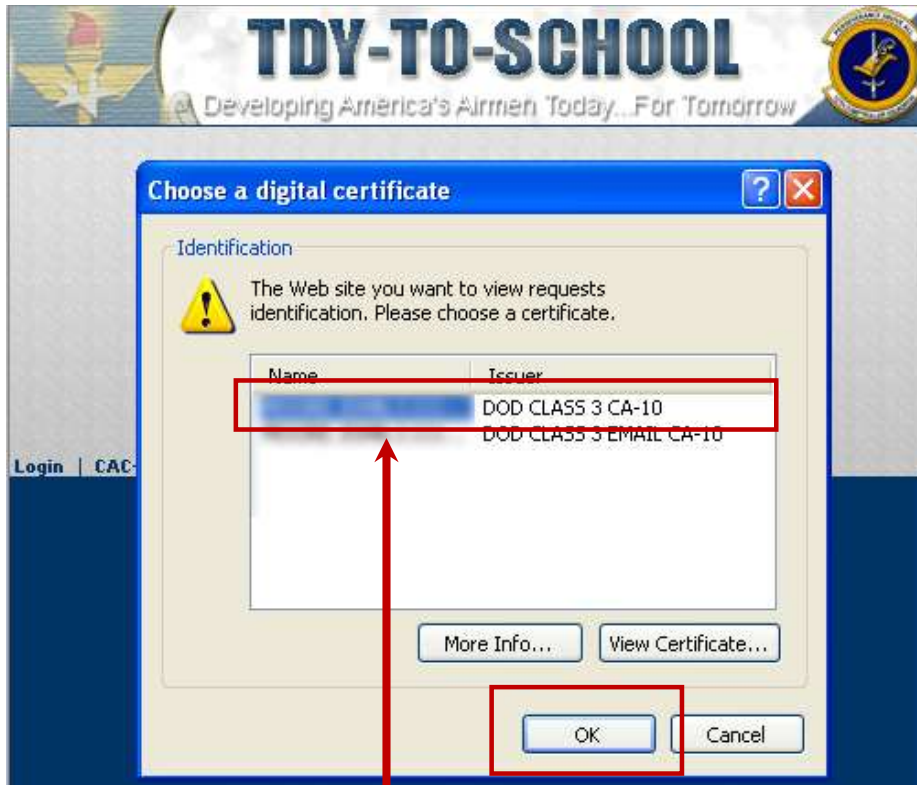 TDY-TO-SCHOOL
Developing America's Airmen Today...For Tomorrow
Choose a digital certificate
Identification
The Web site you want to view requests
identification. Please choose a certificate.
Name Issuer
DOD CLASS 3 CA-10
DOD CLASS 3 EMAIL CA-10
Login | CAC-
More Info... View Certificate...
OK Cancel